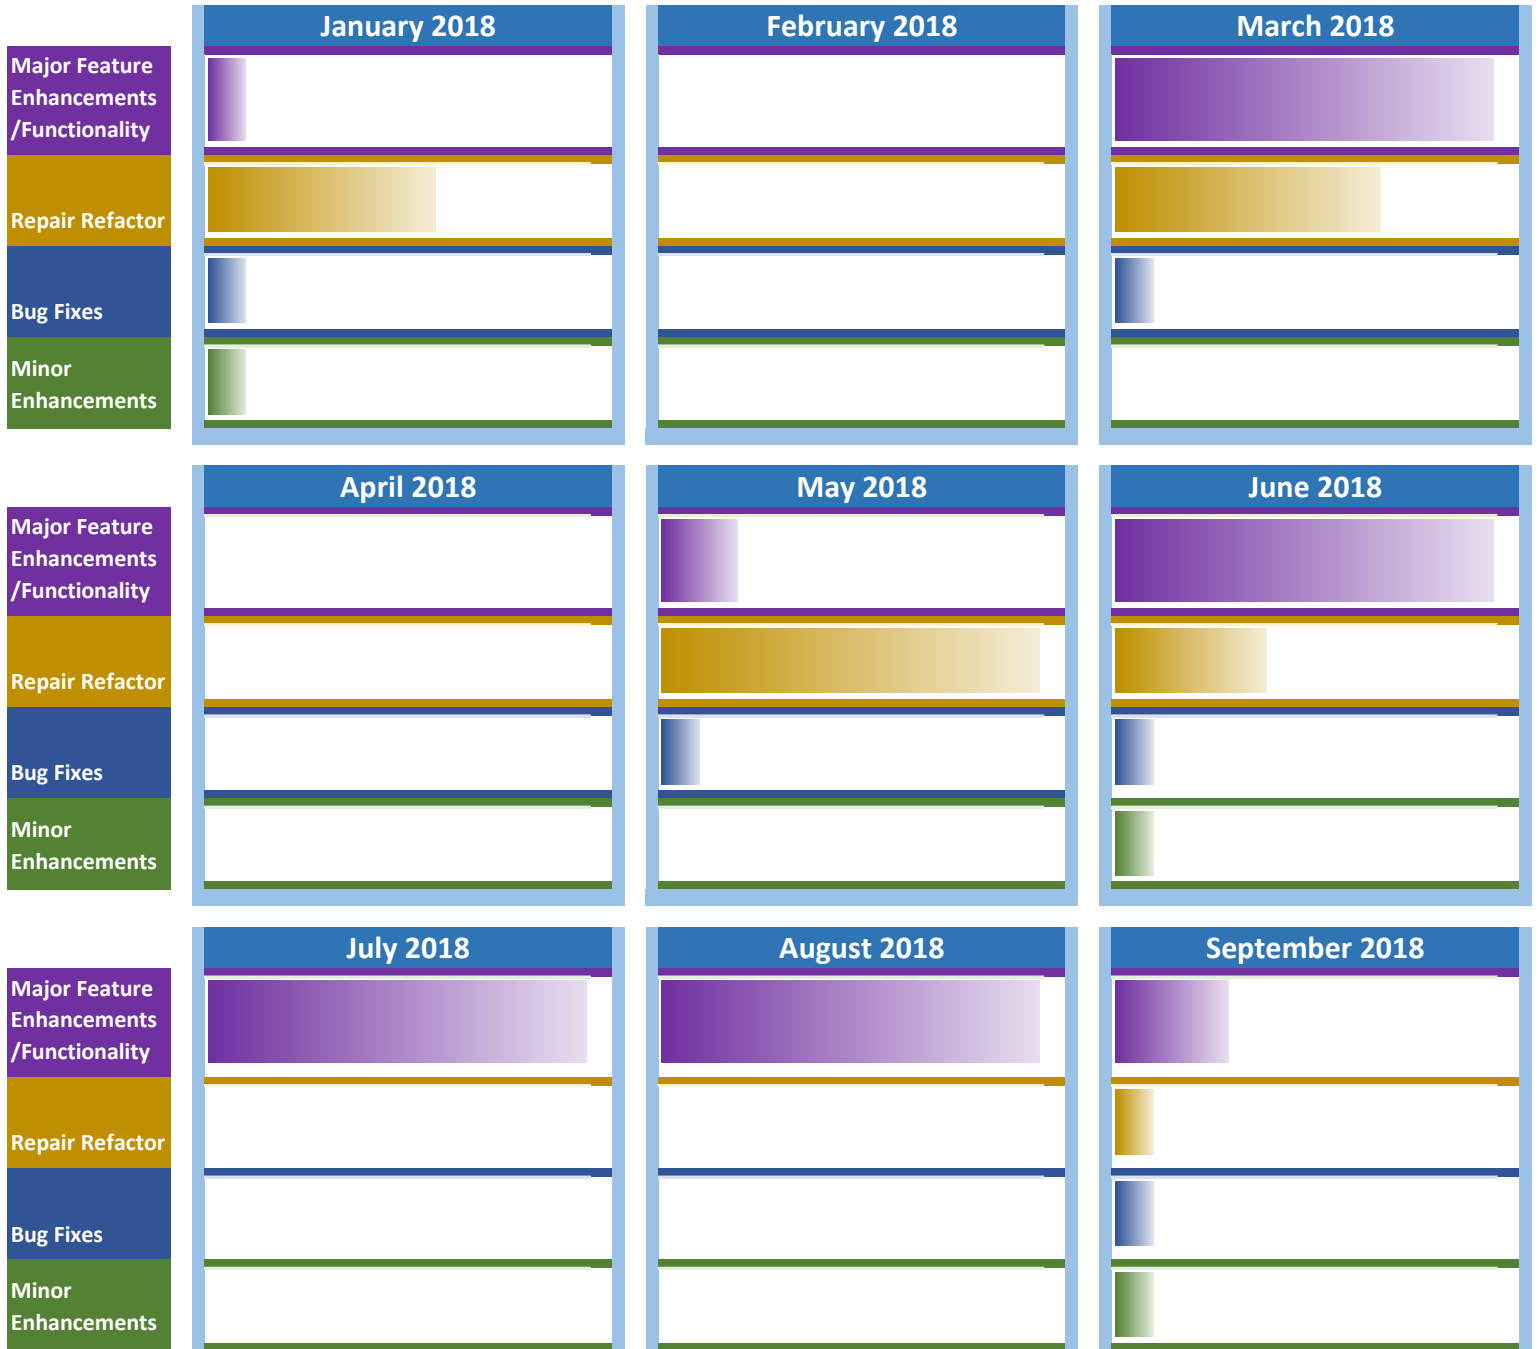 January 2018
February 2018
March 2018
Major Feature
Enhancements
/Functionality
Repair Refactor
Bug Fixes
Minor
Enhancements
April 2018
May 2018
June 2018
Major Feature
Enhancements
/Functionality
Repair Refactor
Bug Fixes
Minor
Enhancements
July 2018
August 2018
September 2018
Major Feature
Enhancements
/Functionality
Repair Refactor
Bug Fixes
Minor
Enhancements